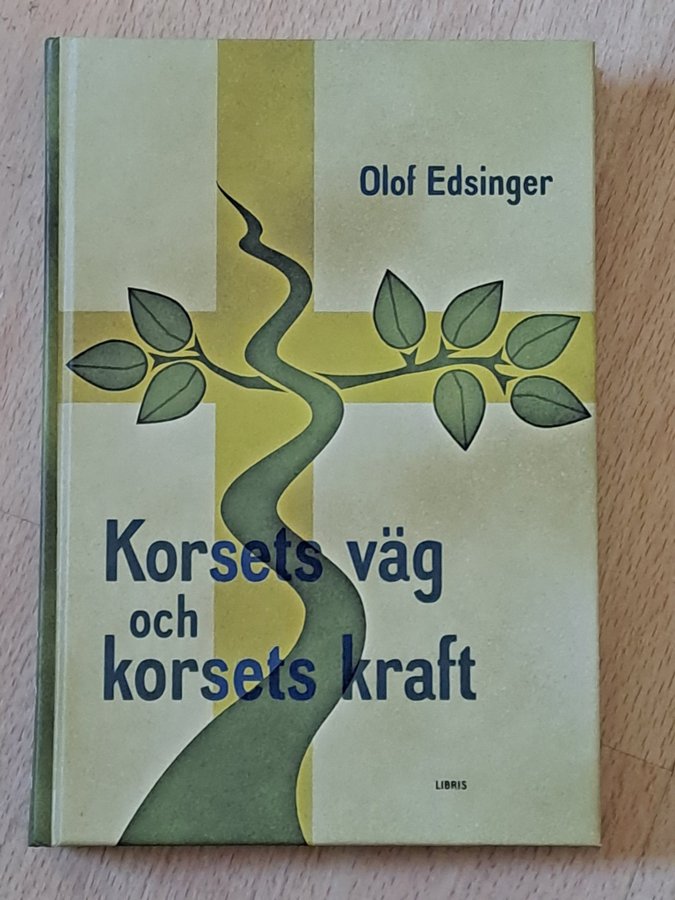 Olof Edsinger
Korsets väg
och
korsets kraft
LIBRIS